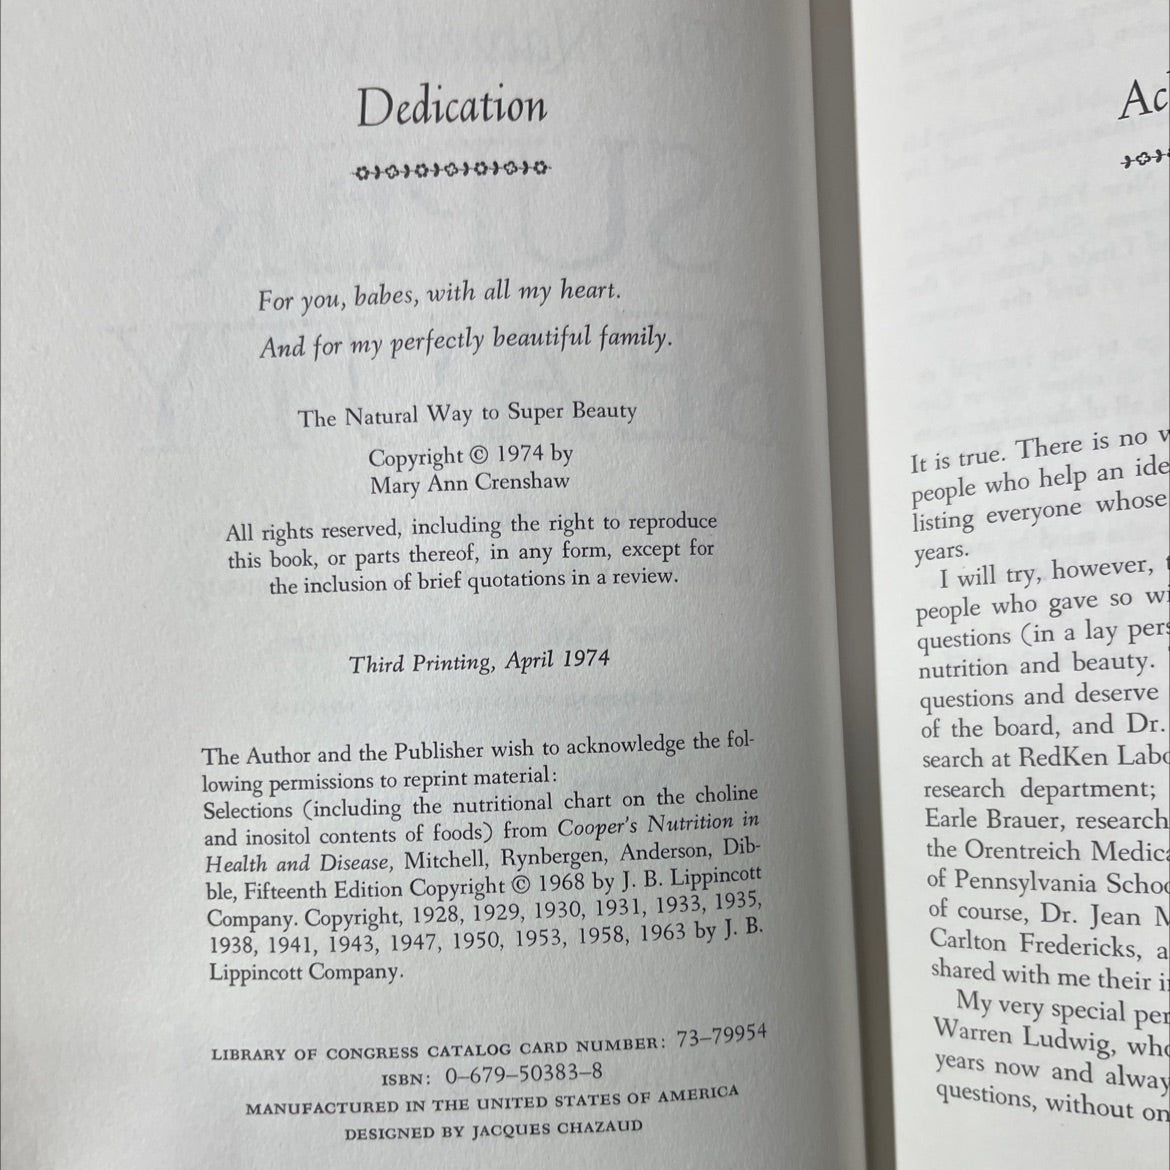 Dedication
For you, babes, with all my heart.
And for my perfectly beautiful family.
The Natural Way to Super Beauty
Copyright © 1974 by
Mary Ann Crenshaw
All rights reserved, including the right to reproduce
this book, or parts thereof, in any form, except for
the inclusion of brief quotations in a review.
Third Printing, April 1974
The Author and the Publisher wish to acknowledge the fol-
lowing permissions to reprint material:
Selections (including the nutritional chart on the choline
and inositol contents of foods) from Cooper's Nutrition in
Health and Disease, Mitchell, Rynbergen, Anderson, Dib-
ble, Fifteenth Edition Copyright © 1968 by J. B. Lippincott
Company. Copyright, 1928, 1929, 1930, 1931, 1933, 1935,
1938, 1941, 1943, 1947, 1950, 1953, 1958, 1963 by J. B.
Lippincott Company.
LIBRARY OF CONGRESS CATALOG CARD NUMBER: 73-79954
ISBN: 0-679-50383-8
MANUFACTURED IN THE UNITED STATES OF AMERICA
DESIGNED BY JACQUES CHAZAUD
Ac
It is true. There is no
people who help an ide
listing everyone whose
years.
I will try, however,
people who gave so wi
questions (in a lay pers
nutrition and beauty.
questions and deserve
of the board, and Dr.
search at RedKen Labo
research department;
Earle Brauer, research
the Orentreich Medica
of Pennsylvania Schoo
of course, Dr. Jean
Carlton Fredericks, a
shared with me their i
My very special per
Warren Ludwig, who
years now and alway
questions, without on